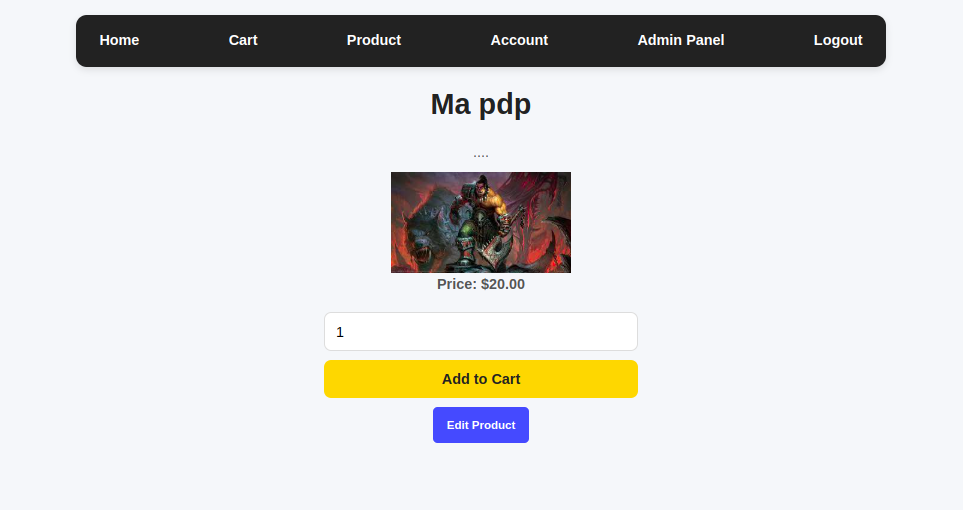 Home Cart Product Account Admin Panel Logout
Ma pdp
....
Price: $20.00
1
Add to Cart
Edit Product